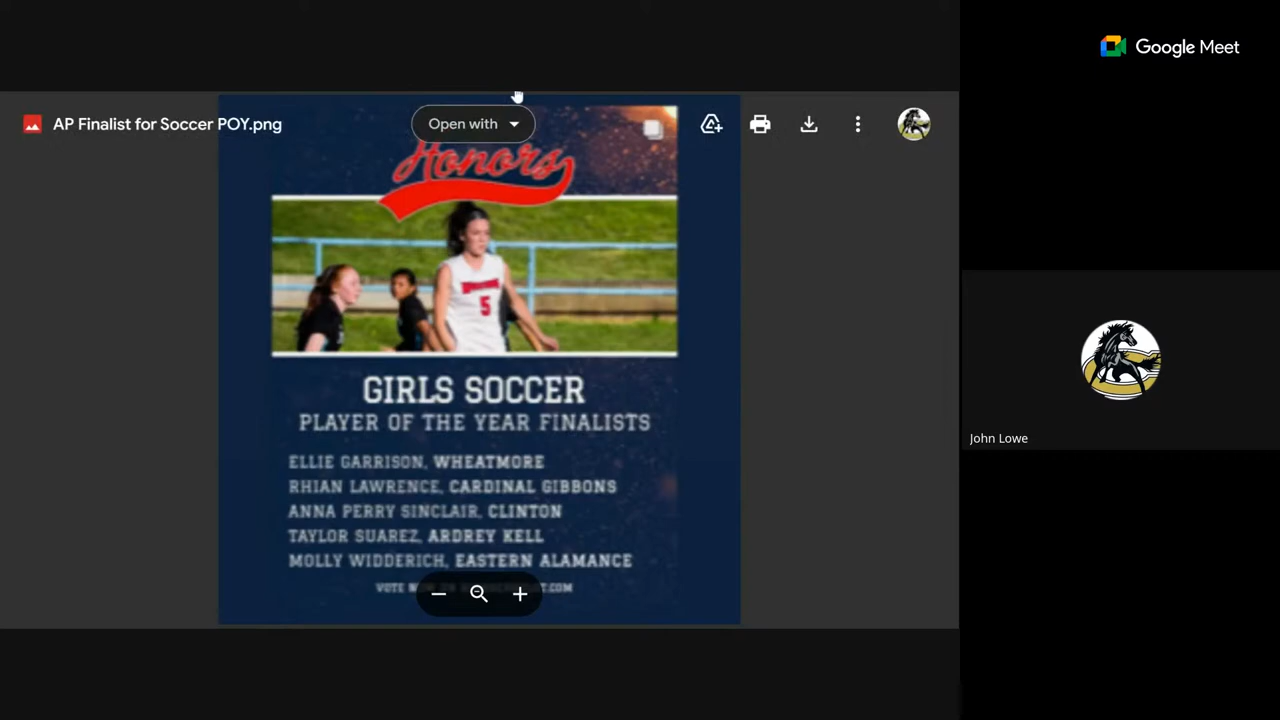 Google Meet
AP Finalist for Soccer POY.png
Open with
Honors
5
GIRLS SOCCER
PLAYER OF THE YEAR FINALISTS
ELLIE GARRISON, WHEATMORE
RHIAN LAWRENCE, CARDINAL GIBBONS
ANNA PERRY SINCLAIR, CLINTON
TAYLOR SUAREZ, ARDREY KELL
MOLLY WIDDERICH, EASTERN ALAMANCE
VOTE
John Lowe